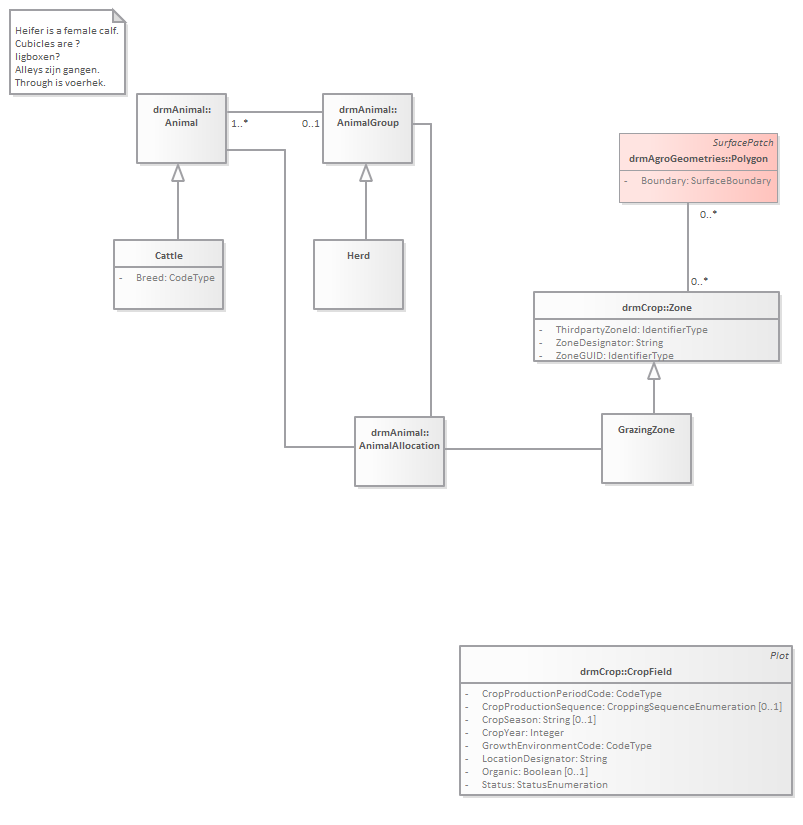 Heifer is a female calf.
Cubicles are ?
ligboxen?
Alleys zijn gangen.
Through is voerhek.
drmAnimal::
Animal
drmAnimal::
AnimalGroup
1..*
0..1
SurfacePatch
drmAgroGeometries::Polygon
- Boundary: SurfaceBoundary
0..*
Cattle
- Breed: CodeType
Herd
0..*
drmCrop::Zone
- ThirdpartyZoneId: IdentifierType
- ZoneDesignator: String
- ZoneGUID: IdentifierType
drmAnimal::
AnimalAllocation
GrazingZone
Plot
drmCrop::CropField
- CropProductionPeriodCode: CodeType
- CropProductionSequence: CroppingSequenceEnumeration [0..1]
- CropSeason: String [0..1]
- CropYear: Integer
- GrowthEnvironmentCode: CodeType
- LocationDesignator: String
- Organic: Boolean [0..1]
- Status: StatusEnumeration